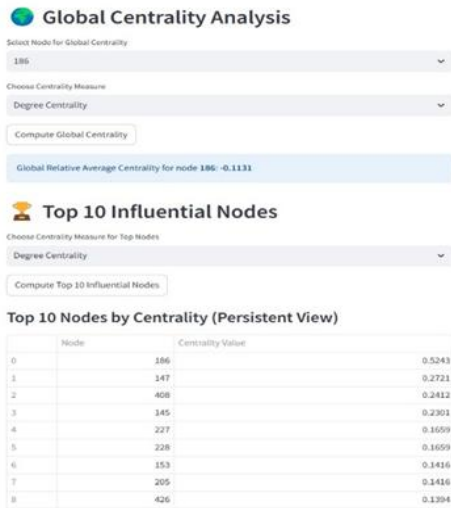 Global Centrality Analysis
Select Node for Global Centrality
186
Choose Centrality Measure
Degree Centrality
Compute Global Centrality
Global Relative Average Centrality for node 186: -0.1131
Top 10 Influential Nodes
Choose Centrality Measure for Top Nodes
Degree Centrality
Compute Top 10 Influential Nodes
Top 10 Nodes by Centrality (Persistent View)
Node Centrality Value
0 186 0.5243
1 147 0.2721
2 408 0.2412
3 145 0.2301
4 227 0.1659
5 228 0.1659
6 153 0.1416
7 205 0.1416
8 426 0.1394